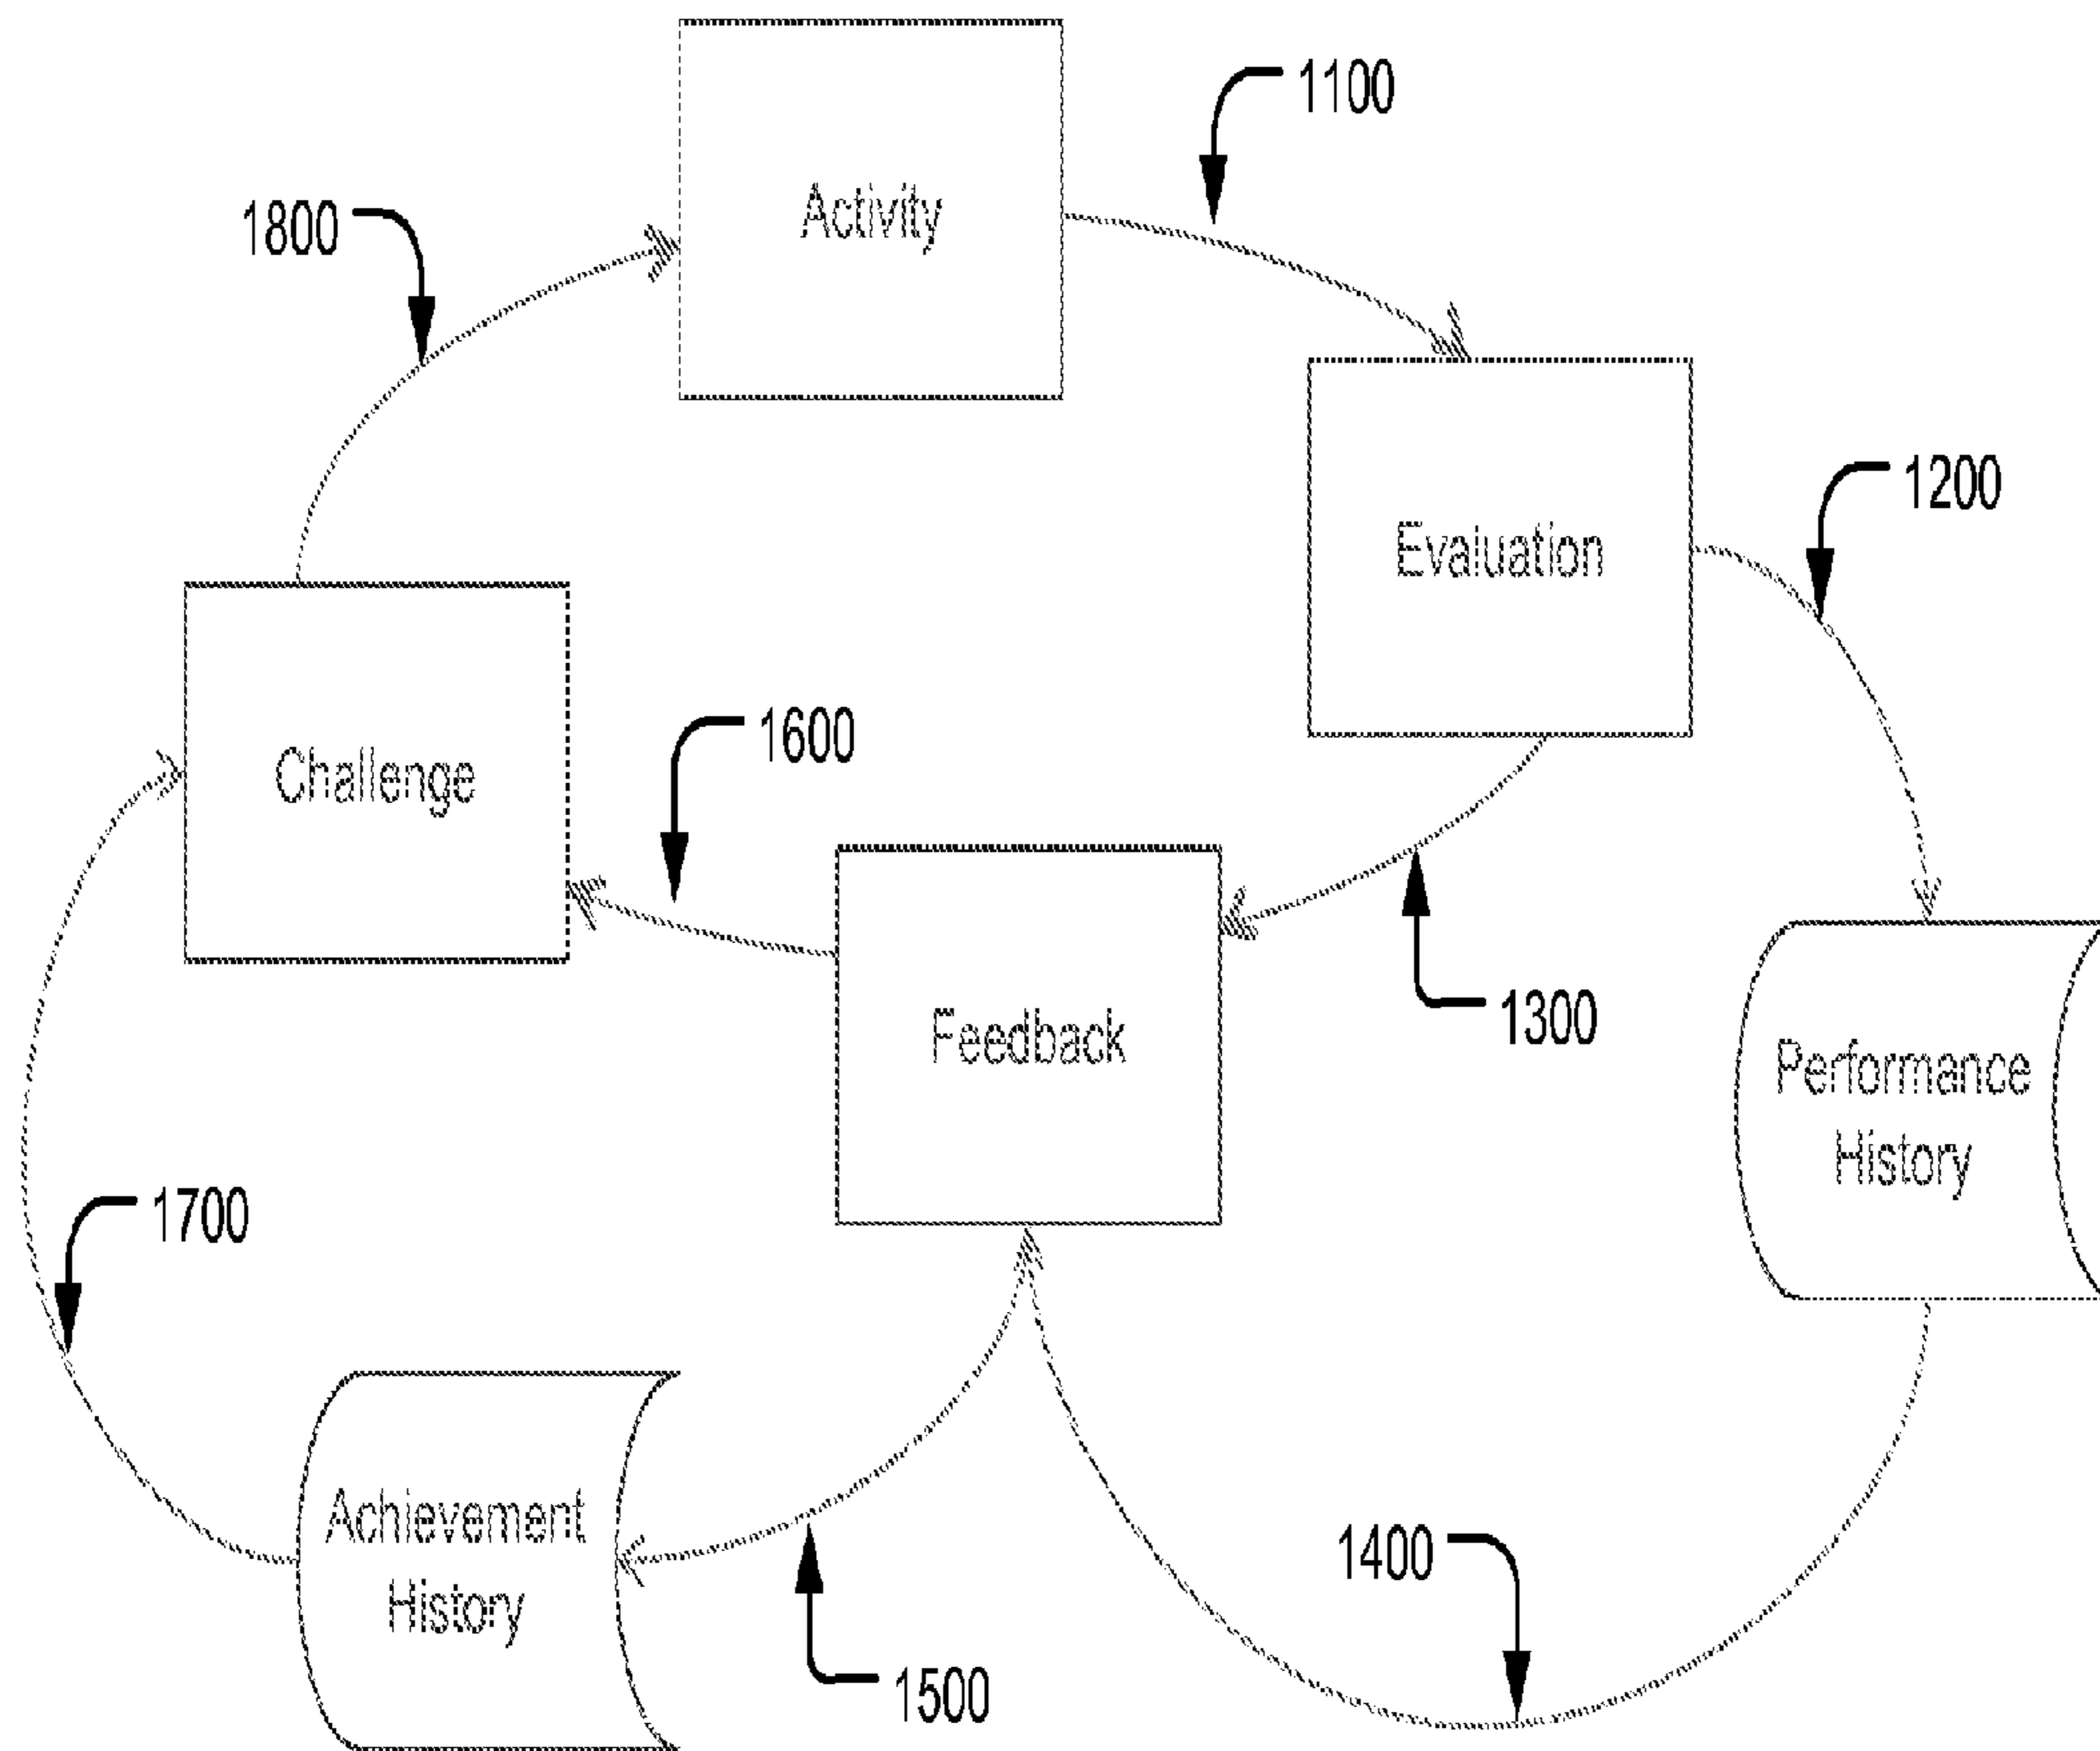 1100
Activity
1800
1200
Evaluation
1600
Challenge
1300
Feedback
Performance
History
1700
Achievement
History
1400
1500